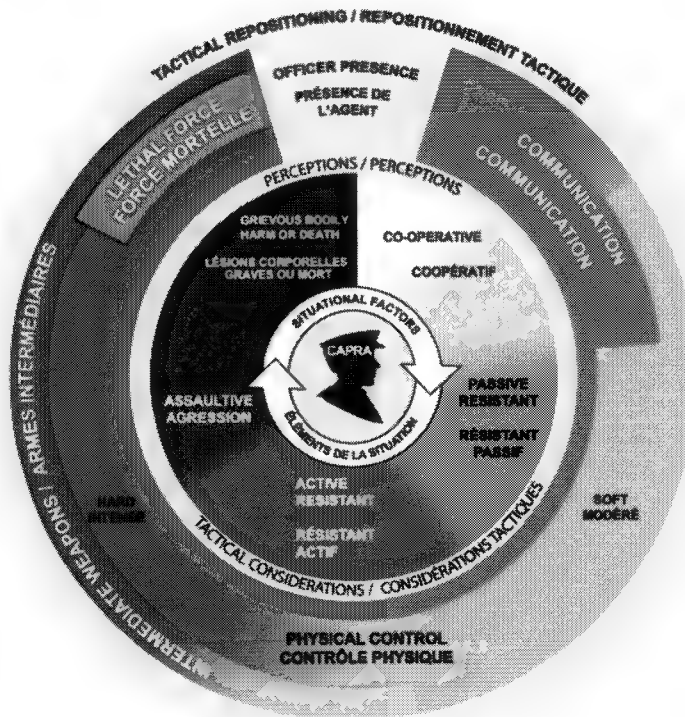 TACTICAL REPOSITIONING / REPOSITIONNEMENT TACTIQUE
OFFICER PRESENCE
PRÉSENCE DE
L'AGENT
LETHAL FORCE
FORCE MORTELLE
COMMUNICATION
COMMUNICATION
PERCEPTIONS / PERCEPTIONS
GRIEVOUS BODILY
HARM OR DEATH
LÉSIONS CORPORELLES
GRAVES OU MORT
CO-OPERATIVE
COOPÉRATIF
SITUATIONAL FACTORS
CAPRA
ÉLÉMENTS DE LA SITUATION
ASSAULTIVE
AGRESSION
PASSIVE
RESISTANT
RÉSISTANT
PASSIF
ACTIVE
RESISTANT
RÉSISTANT
ACTIF
HARD
INTENSE
SOFT
MODÉRÉ
TACTICAL CONSIDERATIONS / CONSIDÉRATIONS TACTIQUES
INTERMEDIATE WEAPONS / ARMES INTERMÉDIAIRES
PHYSICAL CONTROL
CONTRÔLE PHYSIQUE